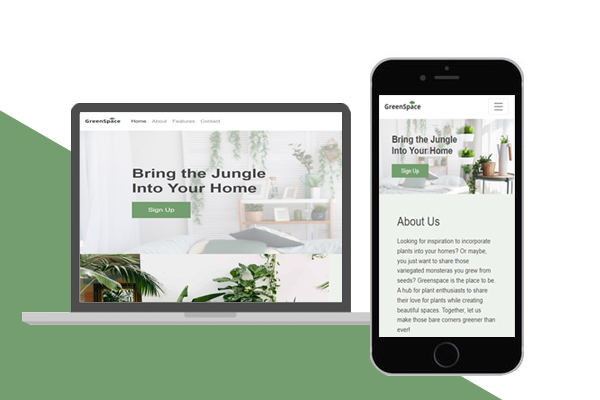 GreenSpace
Home About Features Contact
Bring the Jungle
Into Your Home
Sign Up
GreenSpace
Bring the Jungle
Into Your Home
Sign Up
About Us
Looking for inspiration to incorporate
plants into your homes? Or maybe,
you just want to share those
variegated monsteras you grew from
seeds? Greenspace is the place to be.
A hub for plant enthusiasts to share
their love for plants while creating
beautiful spaces. Together, let us
make those bare corners greener than
ever!